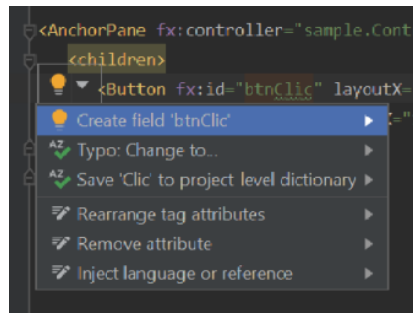 <AnchorPane fx:controller="sample.Cont
<children>
<Button fx:id="btnClic" layoutX=
Create field 'btnClic'
="
Typo: Change to...
Save 'Clic' to project level dictionary
Rearrange tag attributes
Remove attribute
Inject language or reference